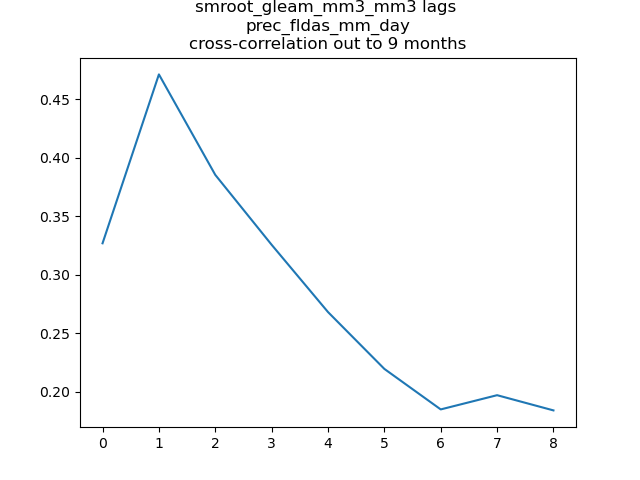 smroot_gleam_mm3_mm3 lags
prec_fldas_mm_day
cross-correlation out to 9 months
0.45
0.40
0.35
0.30
0.25
0.20
0 1 2 3 4 5 6 7 8